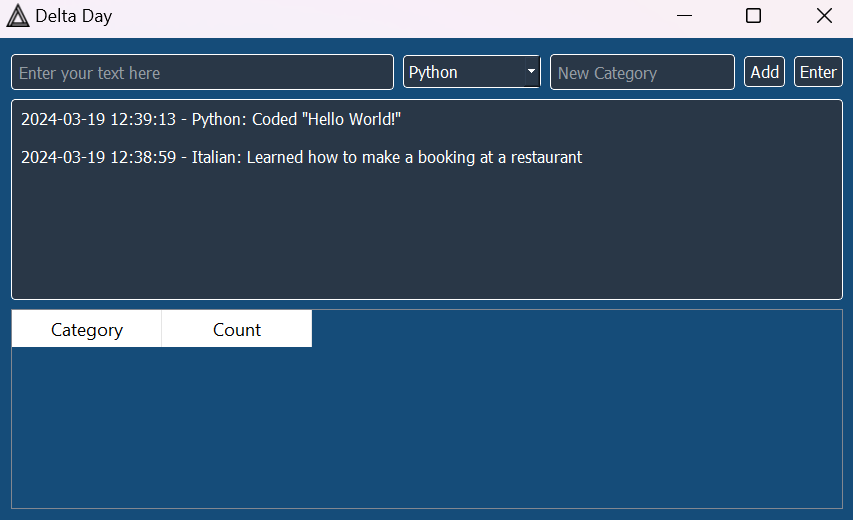 Delta Day
Enter your text here Python New Category Add Enter
2024-03-19 12:39:13 - Python: Coded "Hello World!"
2024-03-19 12:38:59 - Italian: Learned how to make a booking at a restaurant
Category Count